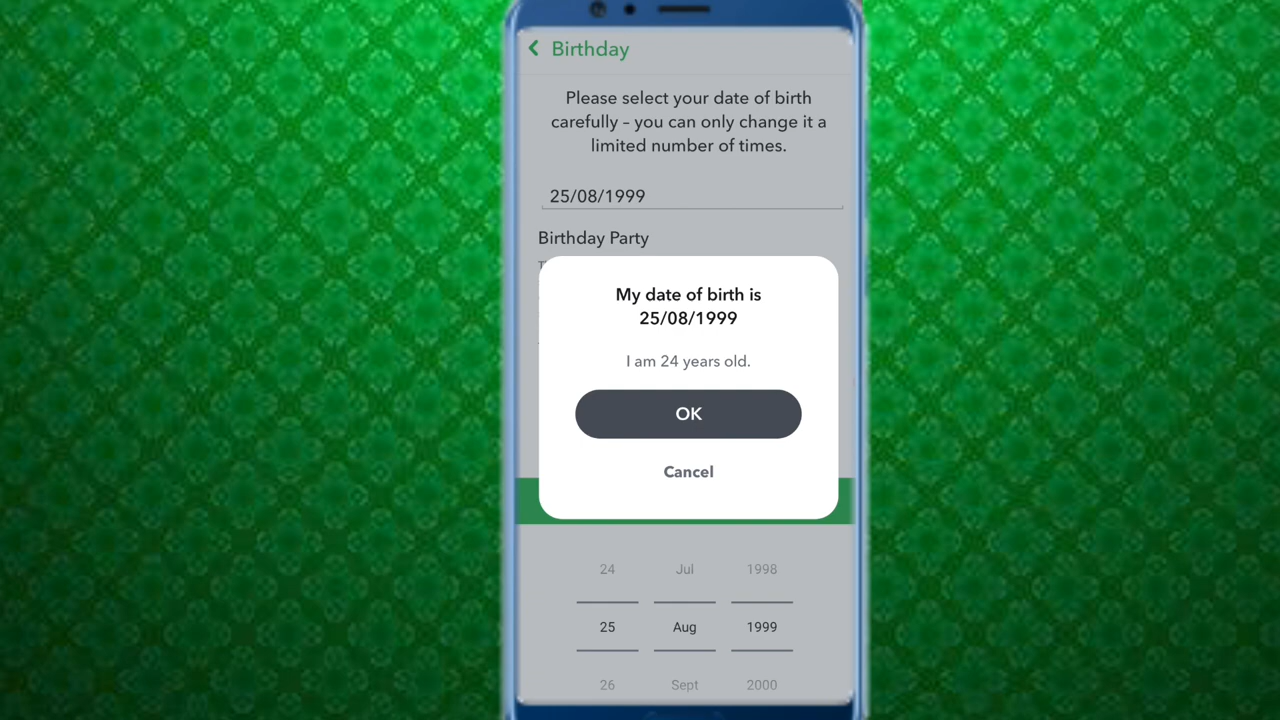 Birthday
Please select your date of birth
carefully – you can only change it a
limited number of times.
25/08/1999
Birthday Party
My date of birth is
25/08/1999
I am 24 years old.
OK
Cancel
24 Jul 1998
25 Aug 1999
26 Sept 2000